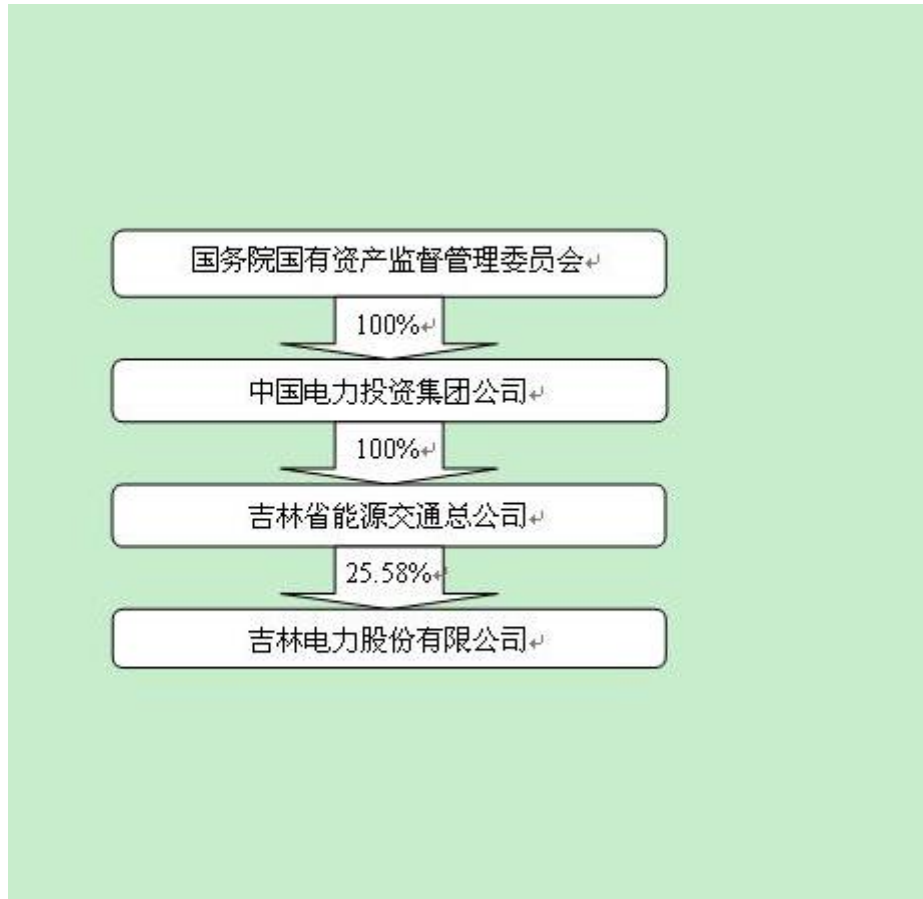 国务院国有资产监督管理委员会
100%
中国电力投资集团公司
100%
吉林省能源交通总公司
25.58%
吉林电力股份有限公司